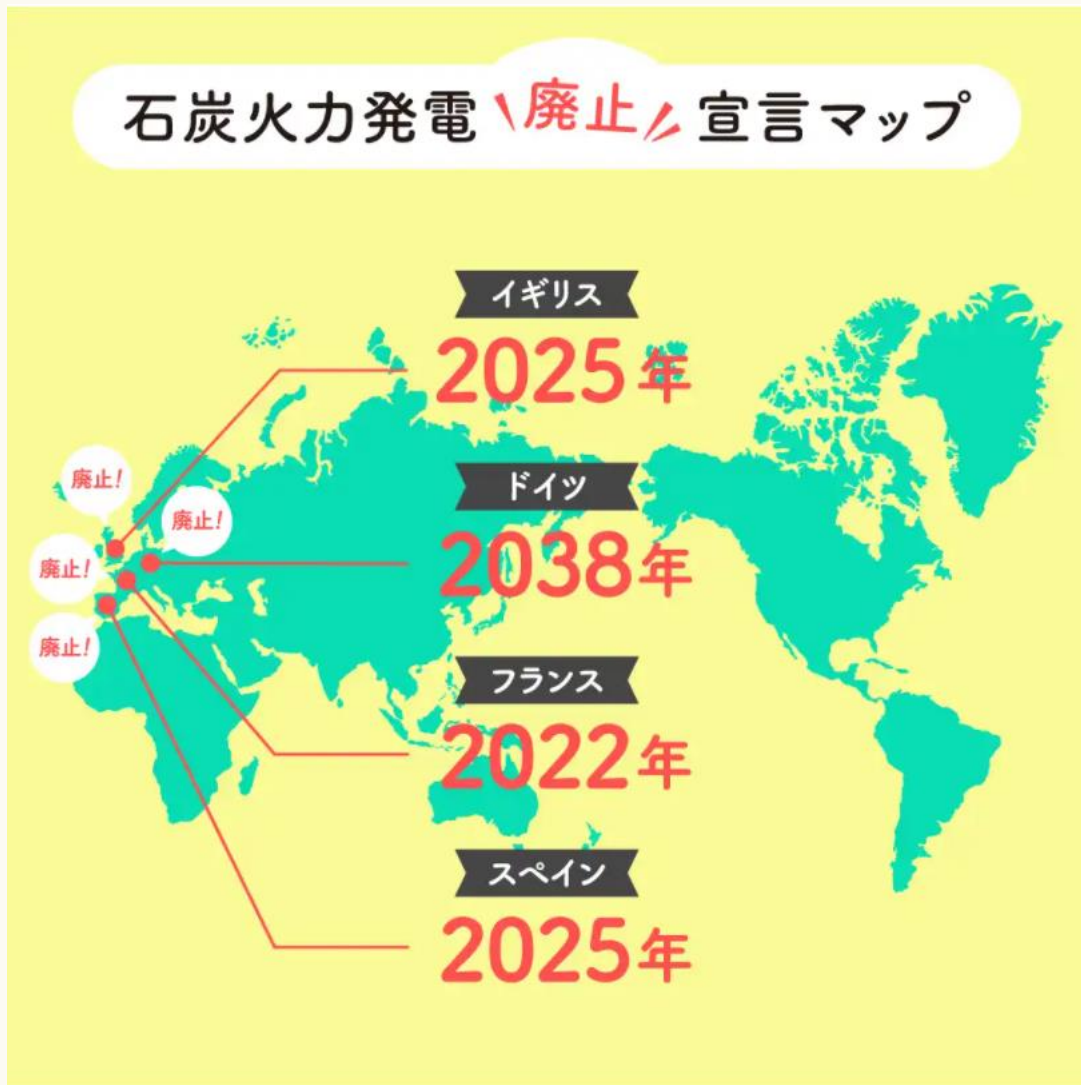 石炭火力発電 廃止 宣言マップ
イギリス
2025年
ドイツ
2038年
フランス
2022年
スペイン
2025年
廃止!
廃止!
廃止!
廃止!